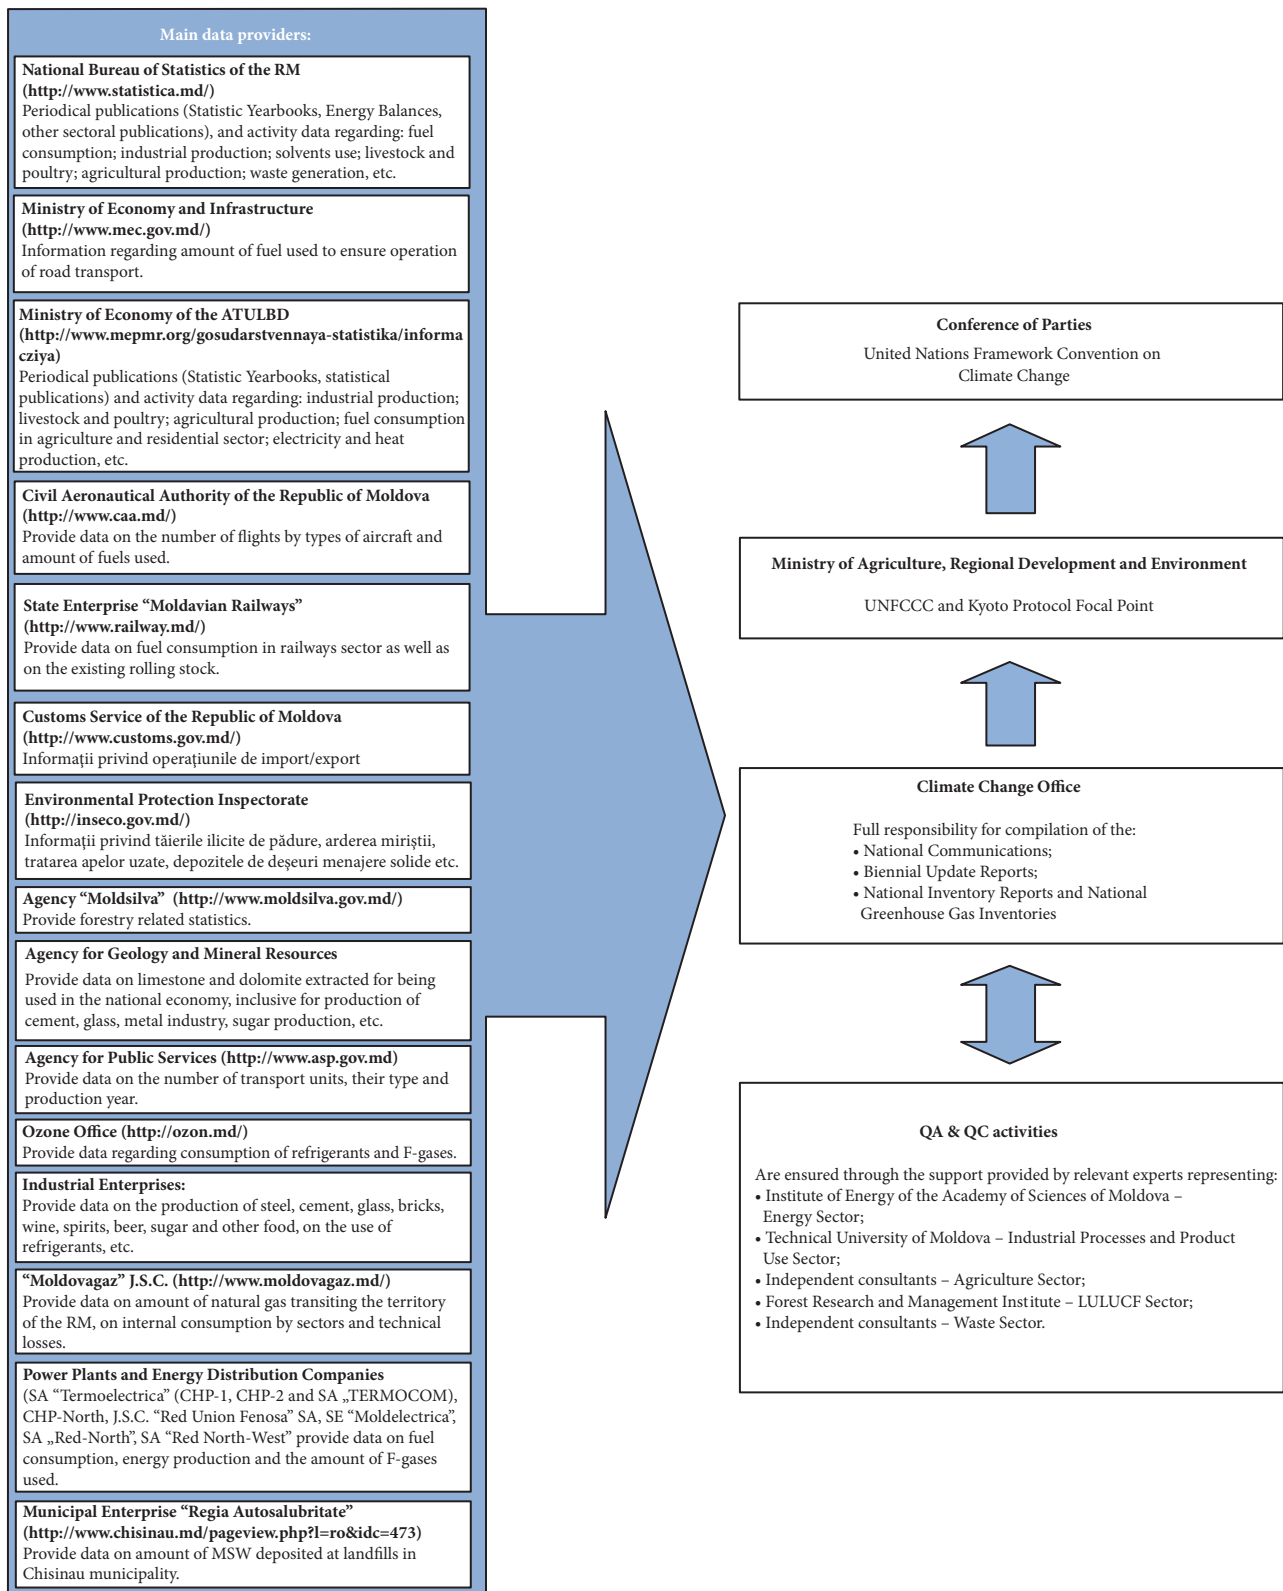 Main data providers:
National Bureau of Statistics of the RM
(http://www.statistica.md/)
Periodical publications (Statistic Yearbooks, Energy Balances,
other sectoral publications), and activity data regarding: fuel
consumption; industrial production; solvents use; livestock and
poultry; agricultural production; waste generation, etc.
Ministry of Economy and Infrastructure
(http://www.mec.gov.md/)
Information regarding amount of fuel used to ensure operation
of road transport.
Ministry of Economy of the ATULBD
(http://www.mepmr.org/gosudarstvennaya-statistika/informa
cziya)
Periodical publications (Statistic Yearbooks, statistical
publications) and activity data regarding: industrial production;
livestock and poultry; agricultural production; fuel consumption
in agriculture and residential sector; electricity and heat
production, etc.
Civil Aeronautical Authority of the Republic of Moldova
(http://www.caa.md/)
Provide data on the number of flights by types of aircraft and
amount of fuels used.
State Enterprise “Moldavian Railways”
(http://www.railway.md/)
Provide data on fuel consumption in railways sector as well as
on the existing rolling stock.
Customs Service of the Republic of Moldova
(http://www.customs.gov.md/)
Informații privind operațiunile de import/export
Environmental Protection Inspectorate
(http://inseco.gov.md/)
Informații privind tăierile ilicite de pădure, arderea miriștii,
tratarea apelor uzate, depozitele de deșeuri menajere solide etc.
Agency “Moldsilva” (http://www.moldsilva.gov.md/)
Provide forestry related statistics.
Agency for Geology and Mineral Resources
Provide data on limestone and dolomite extracted for being
used in the national economy, inclusive for production of
cement, glass, metal industry, sugar production, etc.
Agency for Public Services (http://www.asp.gov.md)
Provide data on the number of transport units, their type and
production year.
Ozone Office (http://ozon.md/)
Provide data regarding consumption of refrigerants and F-gases.
Industrial Enterprises:
Provide data on the production of steel, cement, glass, bricks,
wine, spirits, beer, sugar and other food, on the use of
refrigerants, etc.
“Moldovagaz” J.S.C. (http://www.moldovagaz.md/)
Provide data on amount of natural gas transiting the territory
of the RM, on internal consumption by sectors and technical
losses.
Power Plants and Energy Distribution Companies
(SA “Termoelectrica” (CHP-1, CHP-2 and SA „TERMOCOM),
CHP-North, J.S.C. “Red Union Fenosa” SA, SE “Moldelectrica”,
SA „Red-North”, SA “Red North-West” provide data on fuel
consumption, energy production and the amount of F-gases
used.
Municipal Enterprise “Regia Autosalubritate”
(http://www.chisinau.md/pageview.php?l=ro&idc=473)
Provide data on amount of MSW deposited at landfills in
Chisinau municipality.
Conference of Parties
United Nations Framework Convention on
Climate Change
Ministry of Agriculture, Regional Development and Environment
UNFCCC and Kyoto Protocol Focal Point
Climate Change Office
Full responsibility for compilation of the:
• National Communications;
• Biennial Update Reports;
• National Inventory Reports and National
Greenhouse Gas Inventories
QA & QC activities
Are ensured through the support provided by relevant experts representing:
• Institute of Energy of the Academy of Sciences of Moldova –
Energy Sector;
• Technical University of Moldova – Industrial Processes and Product
Use Sector;
• Independent consultants – Agriculture Sector;
• Forest Research and Management Institute – LULUCF Sector;
• Independent consultants – Waste Sector.